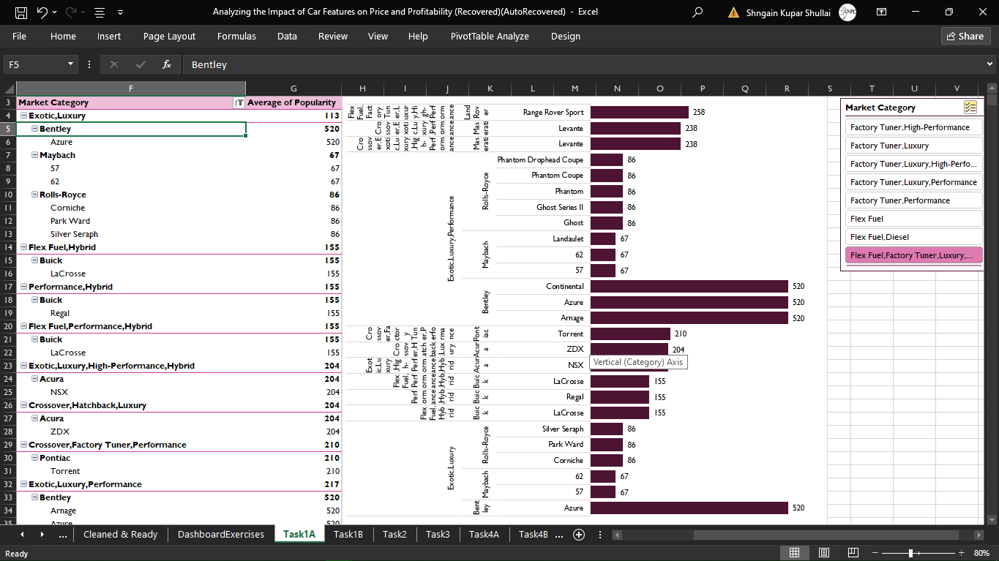 Analyzing the Impact of Car Features on Price and Profitability (Recovered)(AutoRecovered) - Excel
Shngain Kupar Shullai
File Home Insert Page Layout Formulas Data Review View Help PivotTable Analyze Design
Share
F5
fx
Bentley
F G H I J K L M N O P Q R S T U V
3 Market Category Average of Popularity
4 Exotic,Luxury 113
5 Bentley 520
6 Azure 520
7 Maybach 67
8 57 67
9 62 67
10 Rolls-Royce 86
11 Corniche 86
12 Park Ward 86
13 Silver Seraph 86
14 Flex Fuel,Hybrid 155
15 Buick 155
16 LaCrosse 155
17 Performance,Hybrid 155
18 Buick 155
19 Regal 155
20 Flex Fuel,Performance,Hybrid 155
21 Buick 155
22 LaCrosse 155
23 Exotic,Luxury,High-Performance,Hybrid 204
24 Acura 204
25 NSX 204
26 Crossover,Hatchback,Luxury 204
27 Acura 204
28 ZDX 204
29 Crossover,Factory Tuner,Performance 210
30 Pontiac 210
31 Torrent 210
32 Exotic,Luxury,Performance 217
33 Bentley 520
34 Arnage 520
35 Azure 520
Range Rover Sport 258
Levante 238
Levante 238
Exotic,Luxury,Performance
Rolls-Royce
Phantom Drophead Coupe 86
Phantom Coupe 86
Phantom 86
Ghost Series II 86
Ghost 86
Maybach
Landaulet 67
62 67
57 67
Bentley
Continental 520
Azure 520
Arnage 520
Torrent 210
ZDX 204
NSX
Vertical (Category) Axis
LaCrosse 155
Regal 155
LaCrosse 155
Exotic,Luxury
Rolls-Royce
Silver Seraph 86
Park Ward 86
Corniche 86
Maybach
62 67
57 67
Bent
ley
Azure 520
Market Category
Factory Tuner,High-Performance
Factory Tuner,Luxury
Factory Tuner,Luxury,High-Perfo...
Factory Tuner,Luxury,Performance
Factory Tuner,Performance
Flex Fuel
Flex Fuel,Diesel
Flex Fuel,Factory Tuner,Luxury,...
... Cleaned & Ready DashboardExercises Task1A Task1B Task2 Task3 Task4A Task4B ...
Ready
80%